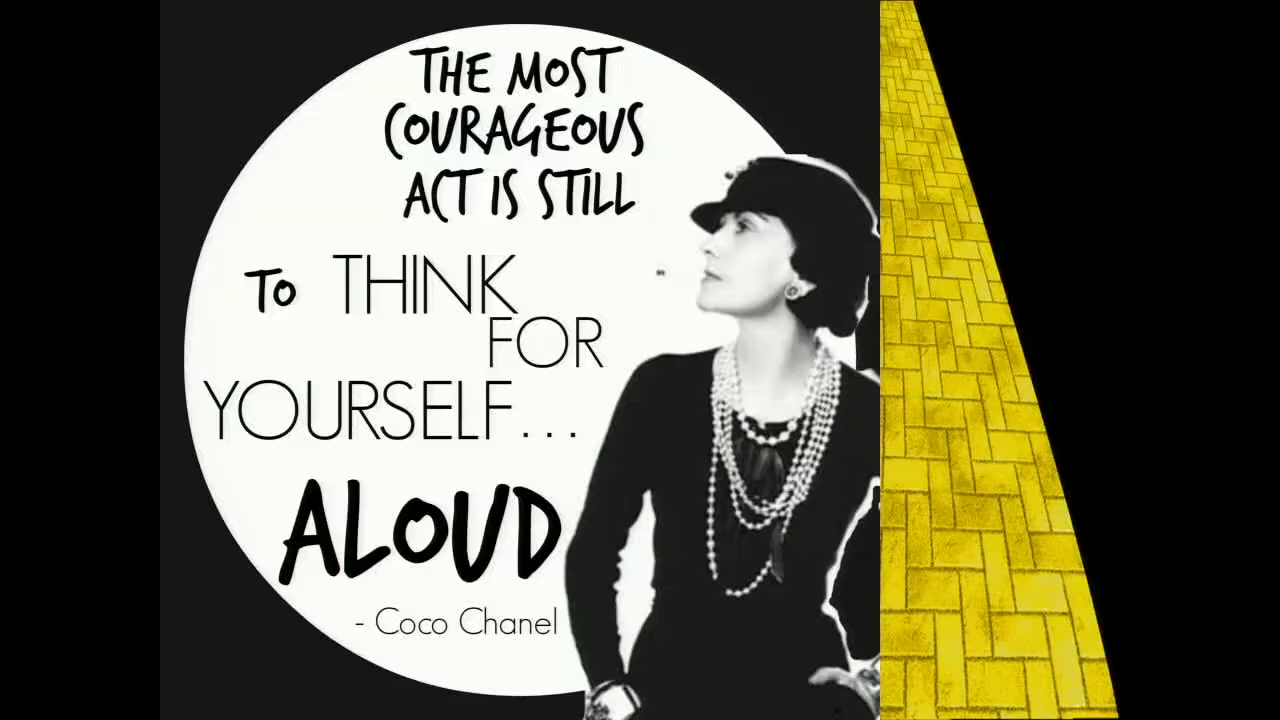 THE MOST
COURAGEOUS
ACT IS STILL
To THINK
FOR
YOURSELF...
ALOUD
- Coco Chanel